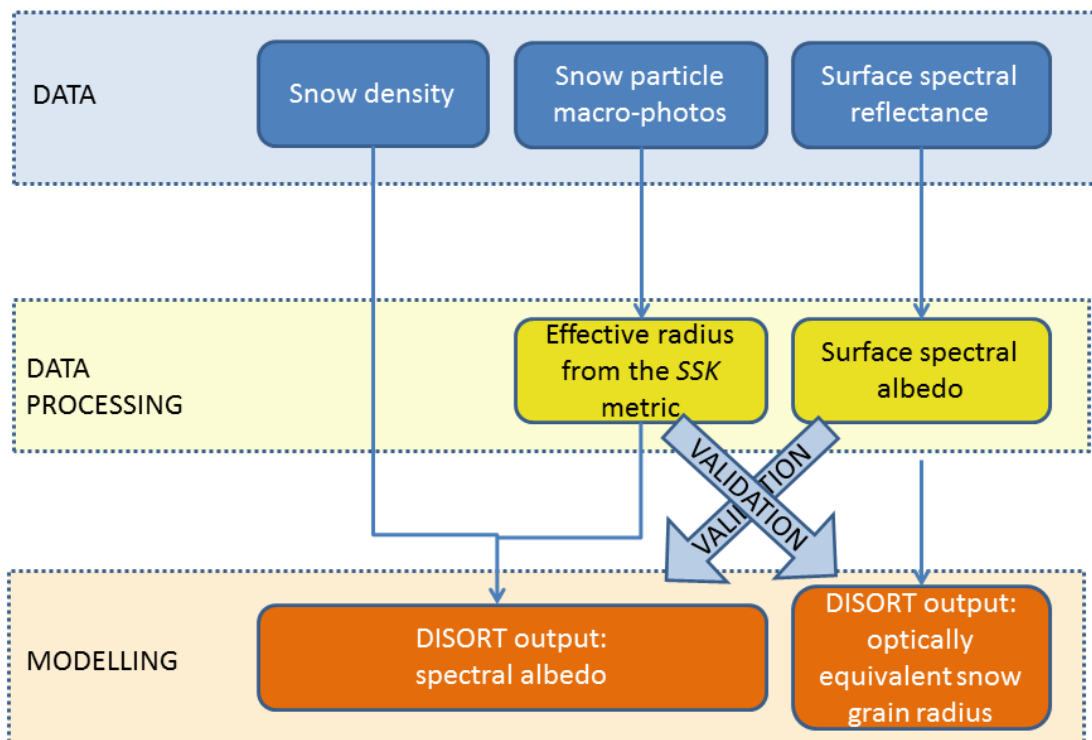 DATA
Snow density
Snow particle
macro-photos
Surface spectral
reflectance
DATA
PROCESSING
Effective radius
from the SSK
metric
Surface spectral
albedo
VALIDATION
VALIDATION
MODELLING
DISORT output:
spectral albedo
DISORT output:
optically
equivalent snow
grain radius